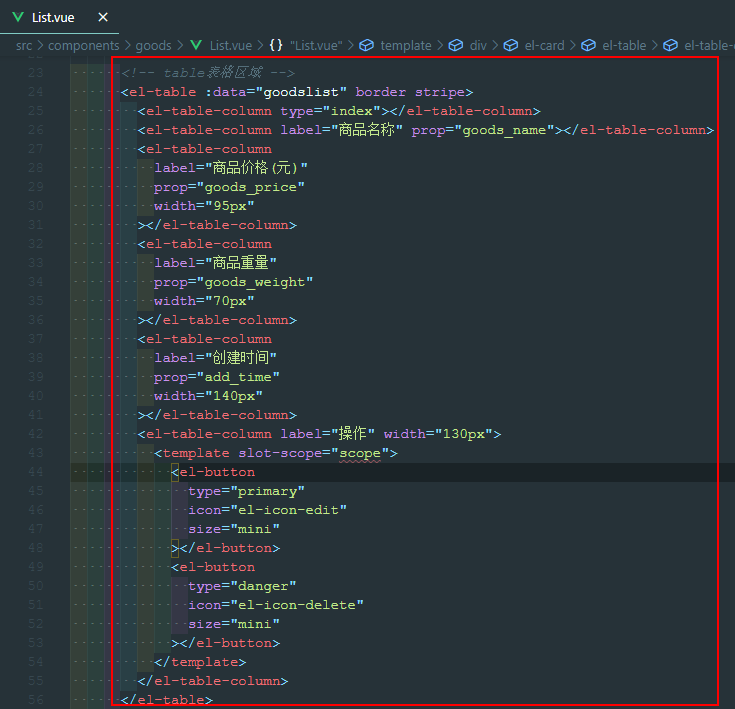 List.vue ×
src > components > goods > List.vue > {} "List.vue" > template > div > el-card > el-table > el-table-
23 <!-- table表格区域 -->
24 <el-table :data="goodslist" border stripe>
25 <el-table-column type="index"></el-table-column>
26 <el-table-column label="商品名称" prop="goods_name"></el-table-column>
27 <el-table-column
28 label="商品价格(元)"
29 prop="goods_price"
30 width="95px"
31 ></el-table-column>
32 <el-table-column
33 label="商品重量"
34 prop="goods_weight"
35 width="70px"
36 ></el-table-column>
37 <el-table-column
38 label="创建时间"
39 prop="add_time"
40 width="140px"
41 ></el-table-column>
42 <el-table-column label="操作" width="130px">
43 <template slot-scope="scope">
44 <el-button
45 type="primary"
46 icon="el-icon-edit"
47 size="mini"
48 ></el-button>
49 <el-button
50 type="danger"
51 icon="el-icon-delete"
52 size="mini"
53 ></el-button>
54 </template>
55 </el-table-column>
56 </el-table>